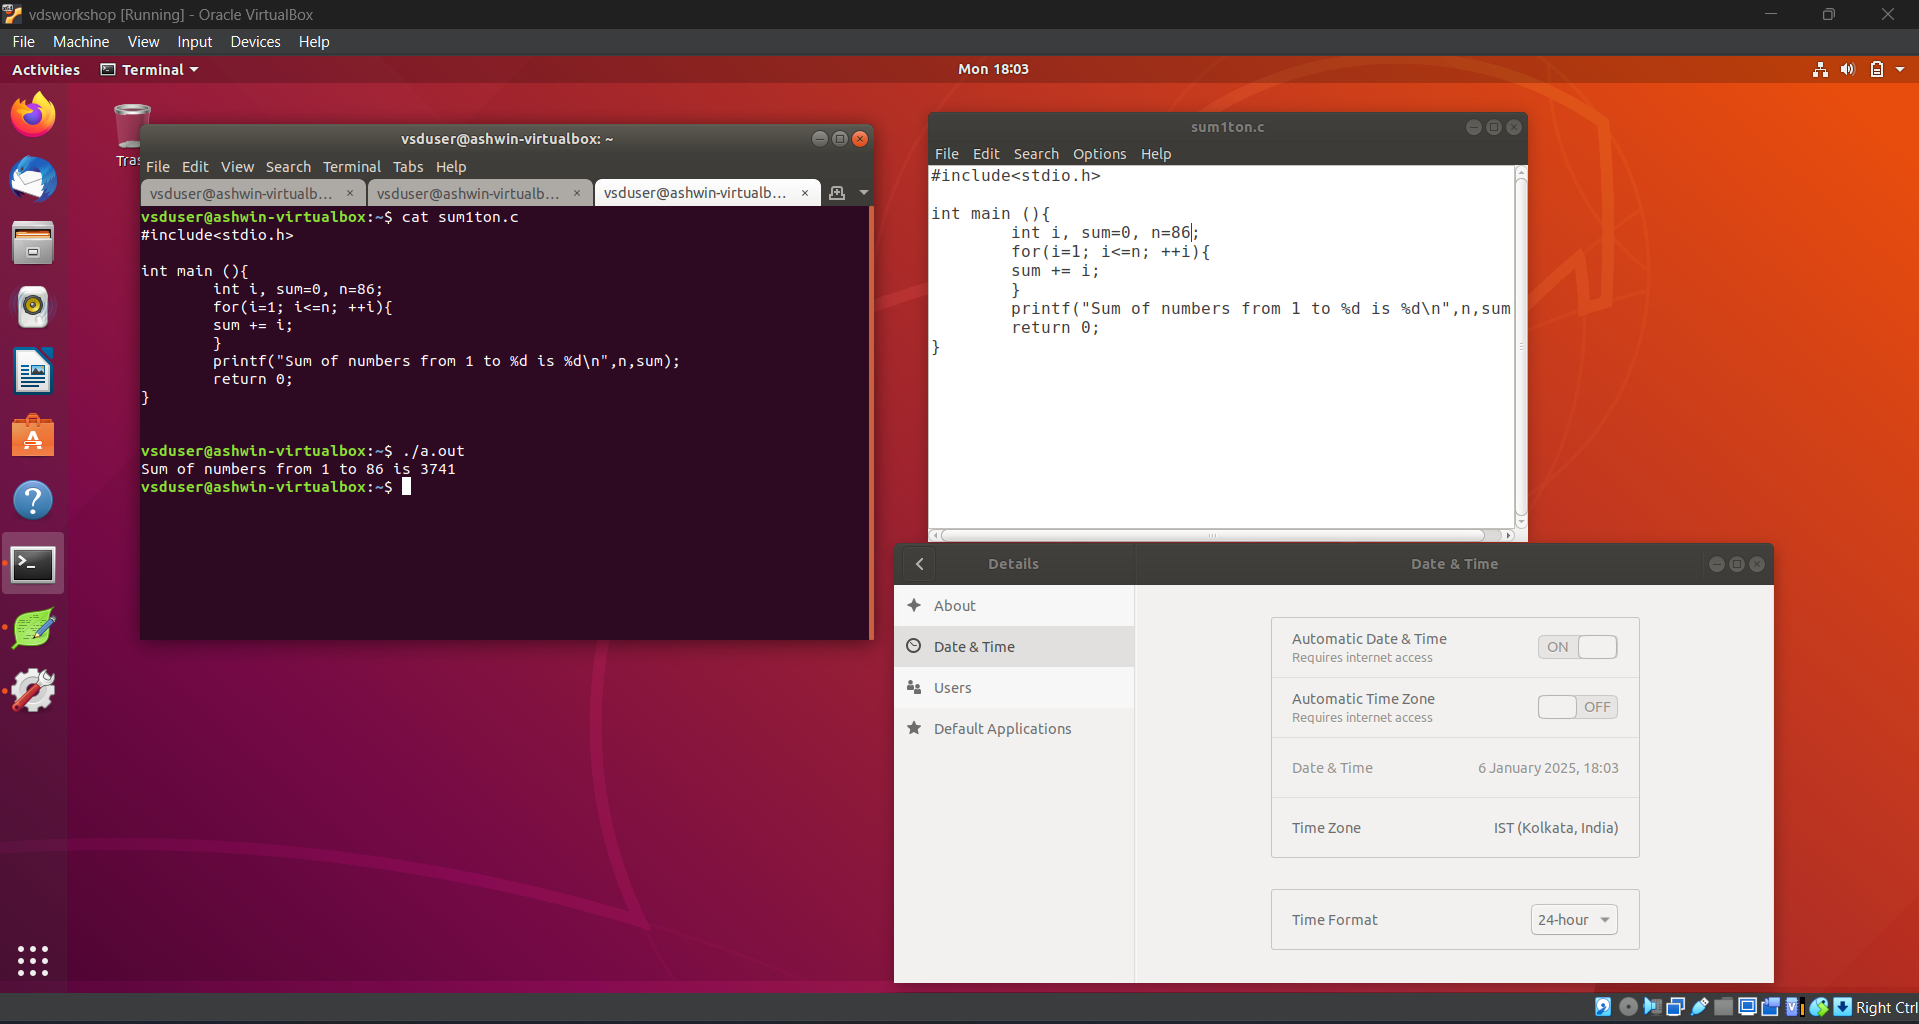 vdsworkshop [Running] - Oracle VirtualBox
File Machine View Input Devices Help
Activities Terminal Mon 18:03
vsduser@ashwin-virtualbox: ~
File Edit View Search Terminal Tabs Help
vsduser@ashwin-virtualb... × vsduser@ashwin-virtualb... × vsduser@ashwin-virtualb... ×
vsduser@ashwin-virtualbox:~$ cat sum1ton.c
#include<stdio.h>
int main (){
int i, sum=0, n=86;
for(i=1; i<=n; ++i){
sum += i;
}
printf("Sum of numbers from 1 to %d is %d\n",n,sum);
return 0;
}
vsduser@ashwin-virtualbox:~$ ./a.out
Sum of numbers from 1 to 86 is 3741
vsduser@ashwin-virtualbox:~$
sum1ton.c
File Edit Search Options Help
#include<stdio.h>
int main (){
int i, sum=0, n=86;
for(i=1; i<=n; ++i){
sum += i;
}
printf("Sum of numbers from 1 to %d is %d\n",n,sum
return 0;
}
Details
About
Date & Time
Users
Default Applications
Date & Time
Automatic Date & Time
Requires internet access
ON
Automatic Time Zone
Requires internet access
OFF
Date & Time 6 January 2025, 18:03
Time Zone IST (Kolkata, India)
Time Format 24-hour
Right Ctrl